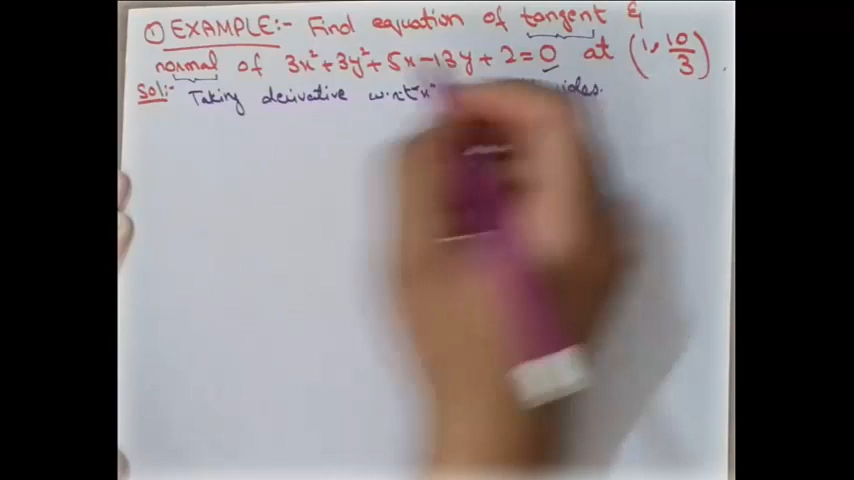 ① EXAMPLE:- Find equation of tangent &
normal of 3x²+3y²+5x-13y+2=0 at (1, 10/3).
Sol:- Taking derivative w.r.t "x" sides.